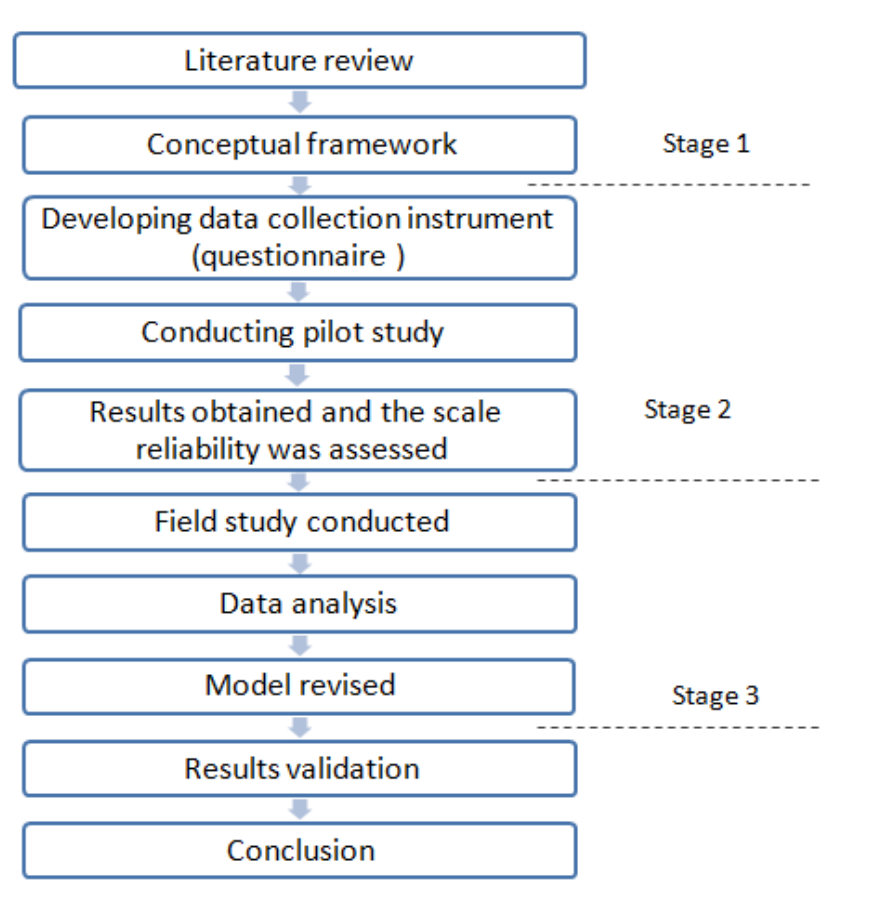 Literature review
Conceptual framework
Stage 1
Developing data collection instrument
(questionnaire )
Conducting pilot study
Results obtained and the scale
reliability was assessed
Stage 2
Field study conducted
Data analysis
Model revised
Stage 3
Results validation
Conclusion